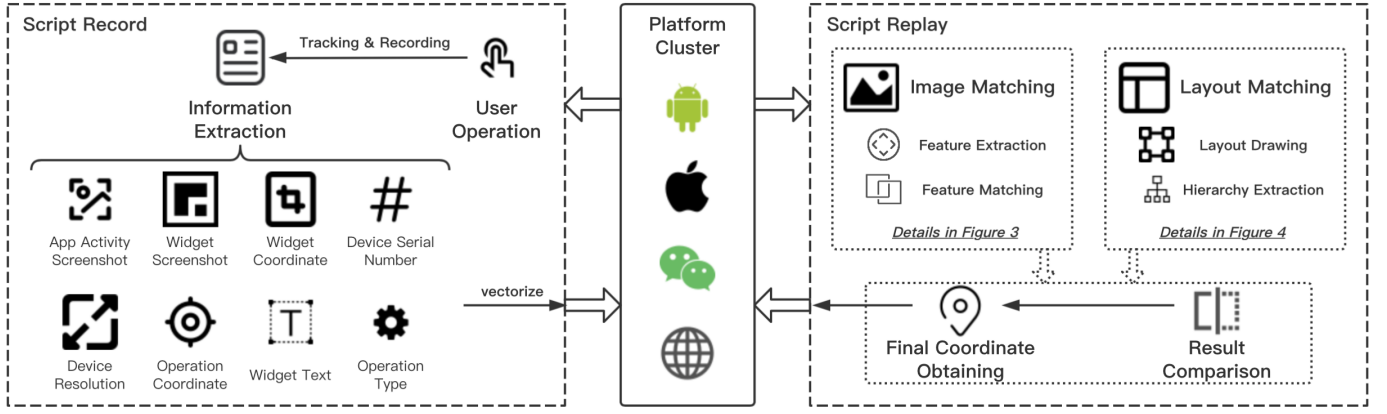 Script Record
Tracking & Recording
Information
Extraction
User
Operation
App Activity
Screenshot
Widget
Screenshot
Widget
Coordinate
Device Serial
Number
vectorize
Device
Resolution
Operation
Coordinate
T
Widget Text
Operation
Type
Platform
Cluster
Script Replay
Image Matching
Feature Extraction
Feature Matching
Details in Figure 3
Layout Matching
Layout Drawing
Hierarchy Extraction
Details in Figure 4
Final Coordinate
Obtaining
Result
Comparison